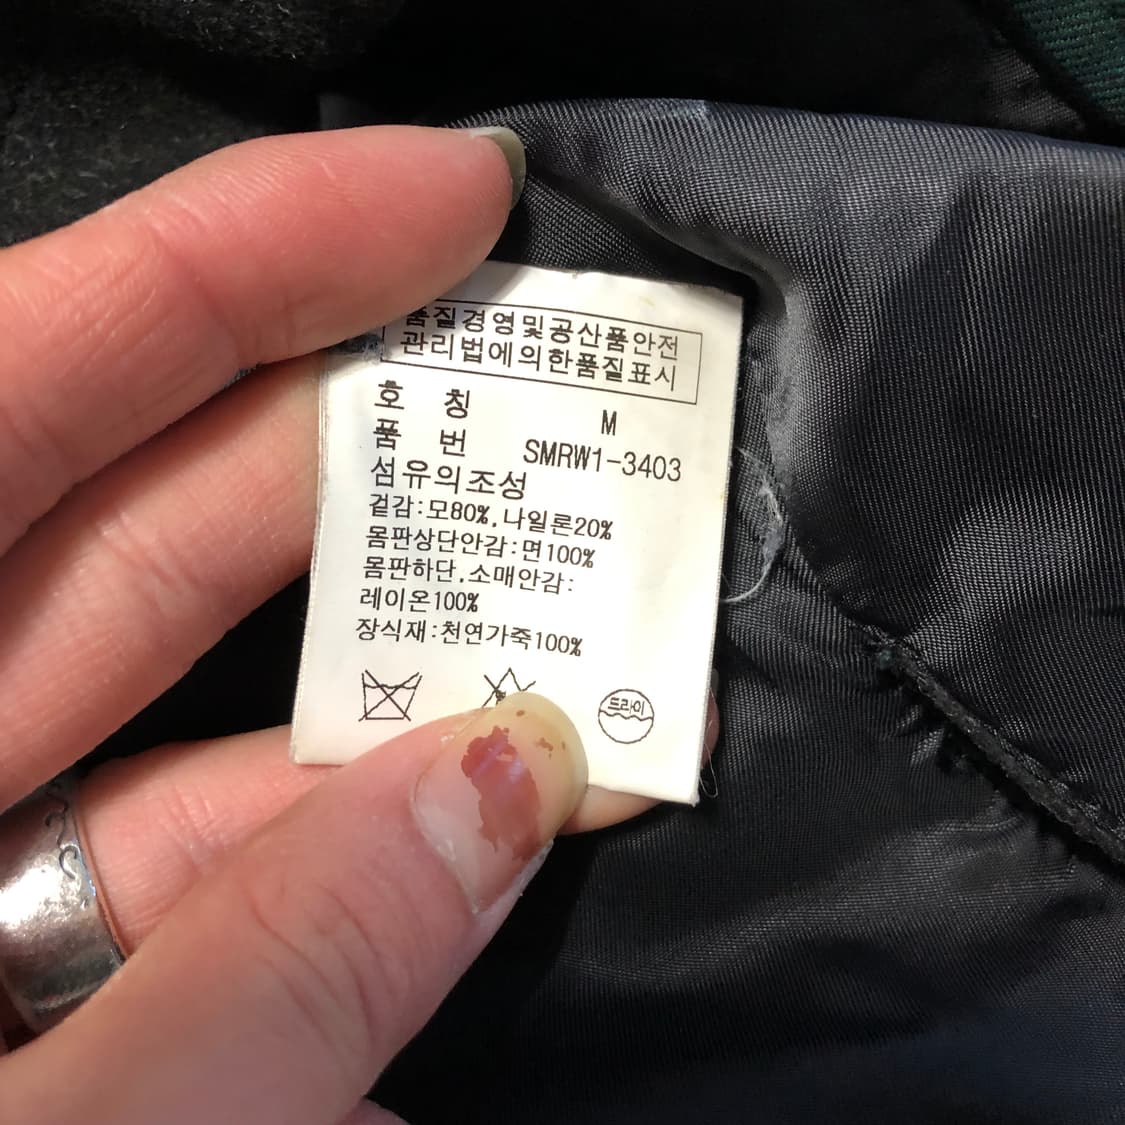 품질경영및공산품안전
관리법에의한품질표시
호 칭 M
품 번 SMRW1-3403
섬유의조성
겉감:모80%,나일론20%
몸판상단안감:면100%
몸판하단,소매안감:
레이온100%
장식재:천연가죽100%
드라이